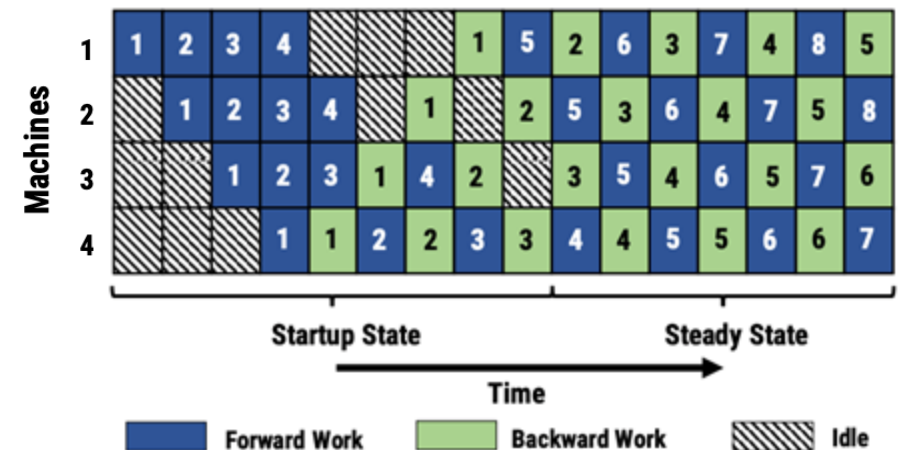 Machines
1 1 2 3 4 1 5 2 6 3 7 4 8 5
2 1 2 3 4 1 2 5 3 6 4 7 5 8
3 1 2 3 1 4 2 3 5 4 6 5 7 6
4 1 1 2 2 3 3 4 4 5 5 6 6 7
Startup State Steady State
Time
Forward Work Backward Work Idle